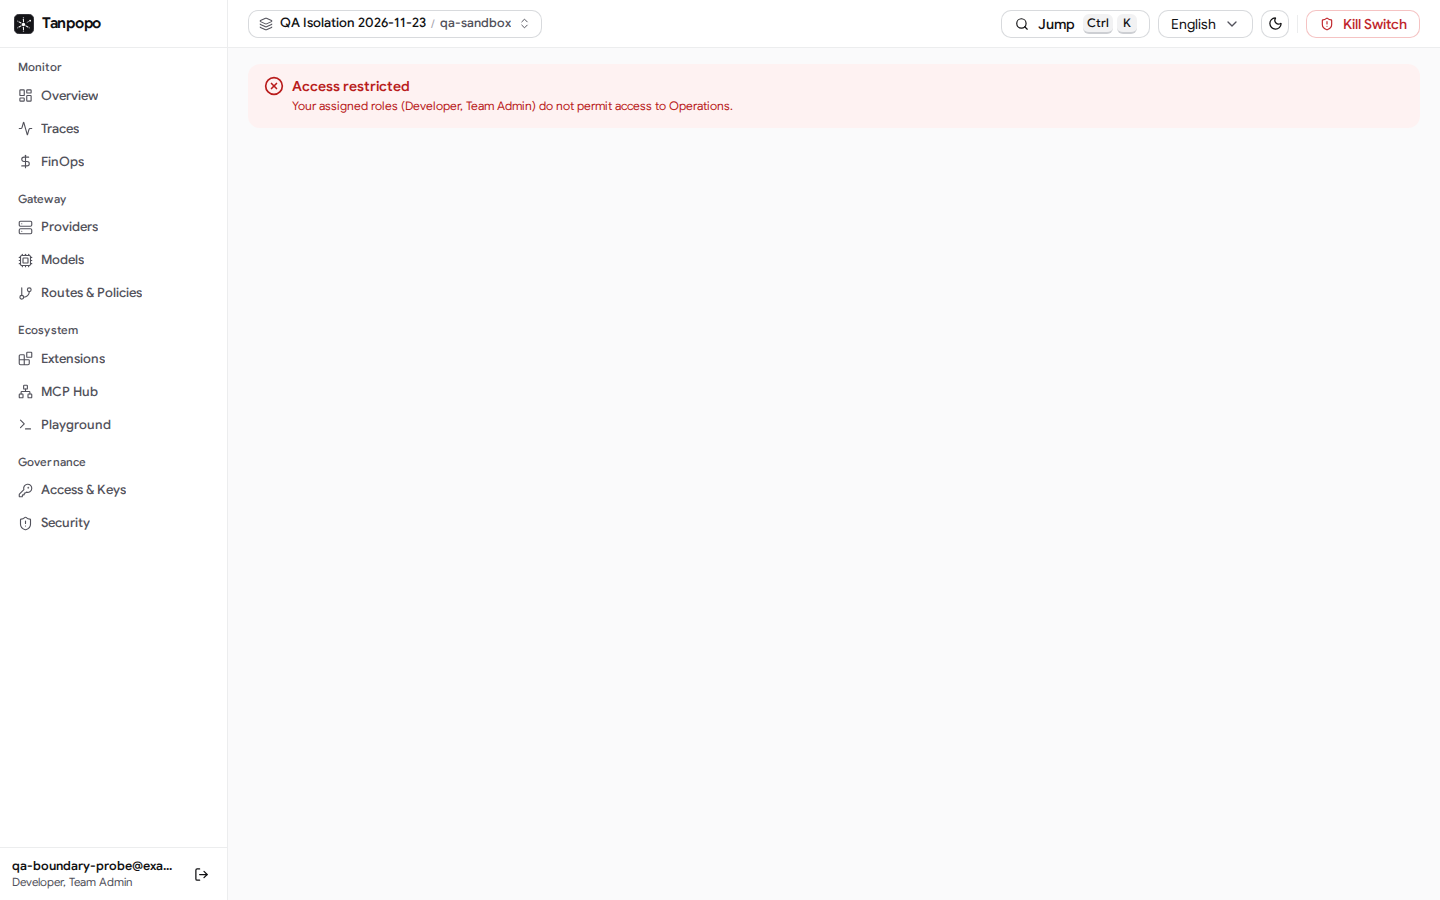 Tanpopo
QA Isolation 2026-11-23 / qa-sandbox
Jump Ctrl K
English
Kill Switch
Monitor
Overview
Traces
FinOps
Gateway
Providers
Models
Routes & Policies
Ecosystem
Extensions
MCP Hub
Playground
Governance
Access & Keys
Security
Access restricted
Your assigned roles (Developer, Team Admin) do not permit access to Operations.
qa-boundary-probe@exa...
Developer, Team Admin